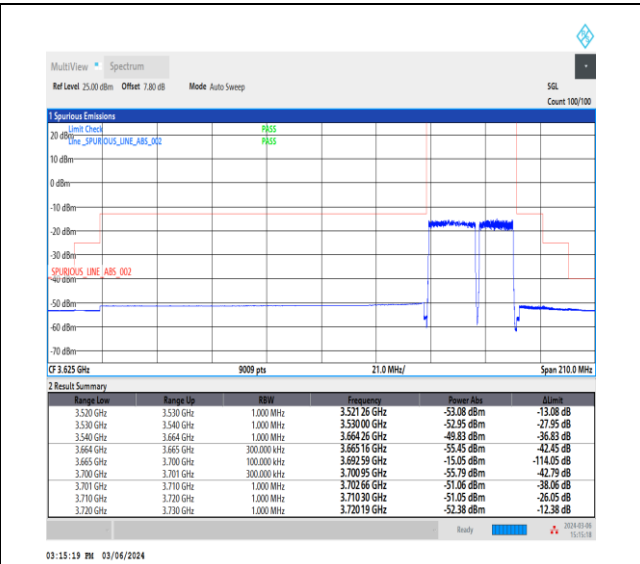 MultiView Spectrum
Ref Level 25.00 dBm Offset 7.80 dB Mode Auto Sweep SGL
Count 100/100
1 Spurious Emissions
Limit Check PASS
20 dBm
Line _SPURIOUS_LINE_ABS_002 PASS
10 dBm
0 dBm
-10 dBm
-20 dBm
-30 dBm
_SPURIOUS_LINE_ABS_002
-40 dBm
-50 dBm
-60 dBm
-70 dBm
CF 3.625 GHz 9009 pts 21.0 MHz/ Span 210.0 MHz
2 Result Summary
Range Low Range Up RBW Frequency Power Abs ΔLimit
3.520 GHz 3.530 GHz 1.000 MHz 3.521 26 GHz -53.08 dBm -13.08 dB
3.530 GHz 3.540 GHz 1.000 MHz 3.530 00 GHz -52.95 dBm -27.95 dB
3.540 GHz 3.664 GHz 1.000 MHz 3.664 26 GHz -49.83 dBm -36.83 dB
3.664 GHz 3.665 GHz 300.000 kHz 3.665 16 GHz -55.45 dBm -42.45 dB
3.665 GHz 3.700 GHz 100.000 kHz 3.692 59 GHz -15.05 dBm -114.05 dB
3.700 GHz 3.701 GHz 300.000 kHz 3.700 95 GHz -55.79 dBm -42.79 dB
3.701 GHz 3.710 GHz 1.000 MHz 3.702 66 GHz -51.06 dBm -38.06 dB
3.710 GHz 3.720 GHz 1.000 MHz 3.710 30 GHz -51.05 dBm -26.05 dB
3.720 GHz 3.730 GHz 1.000 MHz 3.720 19 GHz -52.38 dBm -12.38 dB
Ready 2024-03-06
15:15:18
03:15:19 PM 03/06/2024